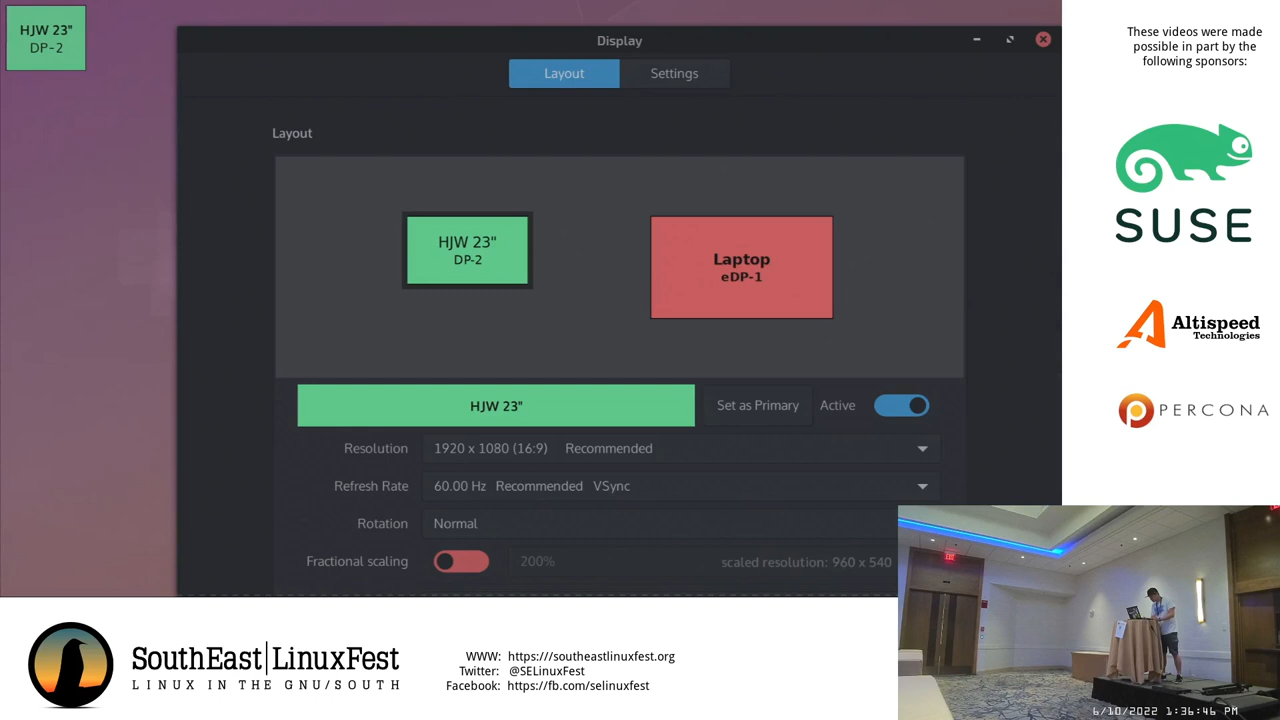 HJW 23"
DP-2
Display
Layout
Settings
Layout
HJW 23"
DP-2
Laptop
eDP-1
HJW 23"
Set as Primary
Active
Resolution
1920 x 1080 (16:9) Recommended
Refresh Rate
60.00 Hz Recommended VSync
Rotation
Normal
Fractional scaling
200%
scaled resolution: 960 x 540
These videos were made
possible in part by the
following sponsors:
SUSE
Altispeed
Technologies
PERCONA
SouthEast LinuxFest
LINUX IN THE GNU/SOUTH
WWW: https:///southeastlinuxfest.org
Twitter: @SELinuxFest
Facebook: https://fb.com/selinuxfest
EXIT
6/10/2022 1:36:46 PM